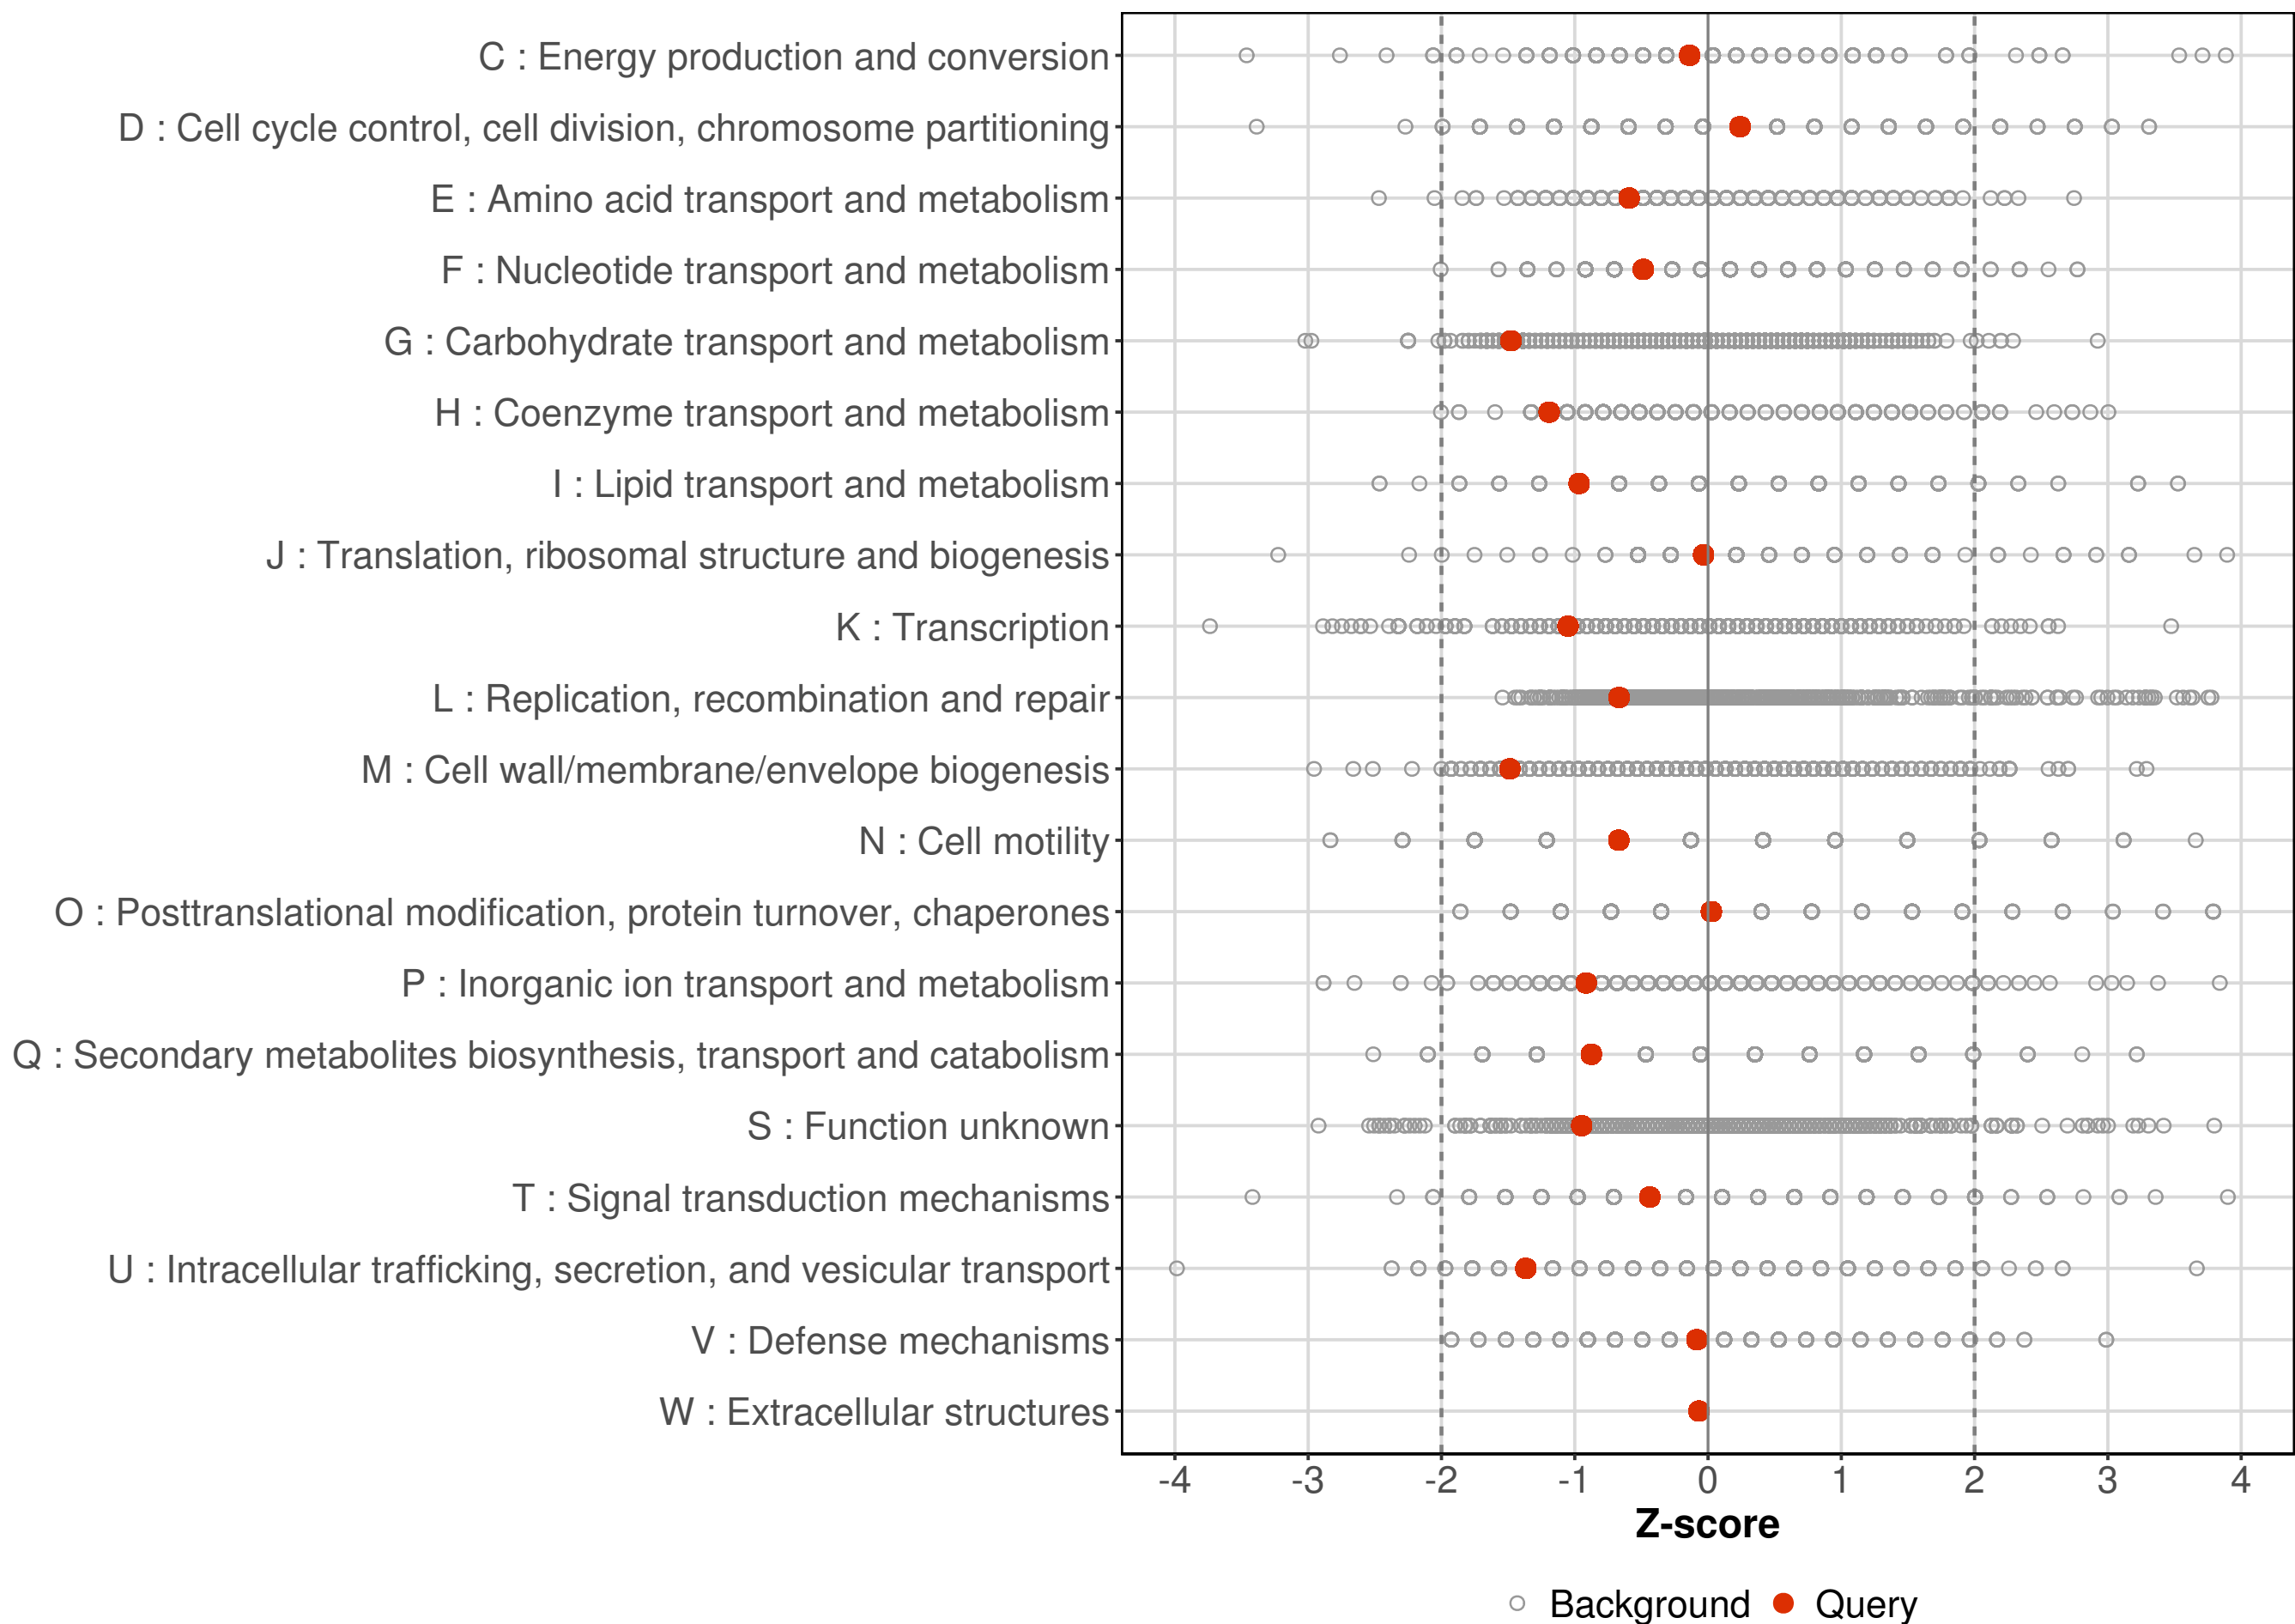 C : Energy production and conversion
D : Cell cycle control, cell division, chromosome partitioning
E : Amino acid transport and metabolism
F : Nucleotide transport and metabolism
G : Carbohydrate transport and metabolism
H : Coenzyme transport and metabolism
I : Lipid transport and metabolism
J : Translation, ribosomal structure and biogenesis
K : Transcription
L : Replication, recombination and repair
M : Cell wall/membrane/envelope biogenesis
N : Cell motility
O : Posttranslational modification, protein turnover, chaperones
P : Inorganic ion transport and metabolism
Q : Secondary metabolites biosynthesis, transport and catabolism
S : Function unknown
T : Signal transduction mechanisms
U : Intracellular trafficking, secretion, and vesicular transport
V : Defense mechanisms
W : Extracellular structures
-4 -3 -2 -1 0 1 2 3 4
Z-score
Background Query